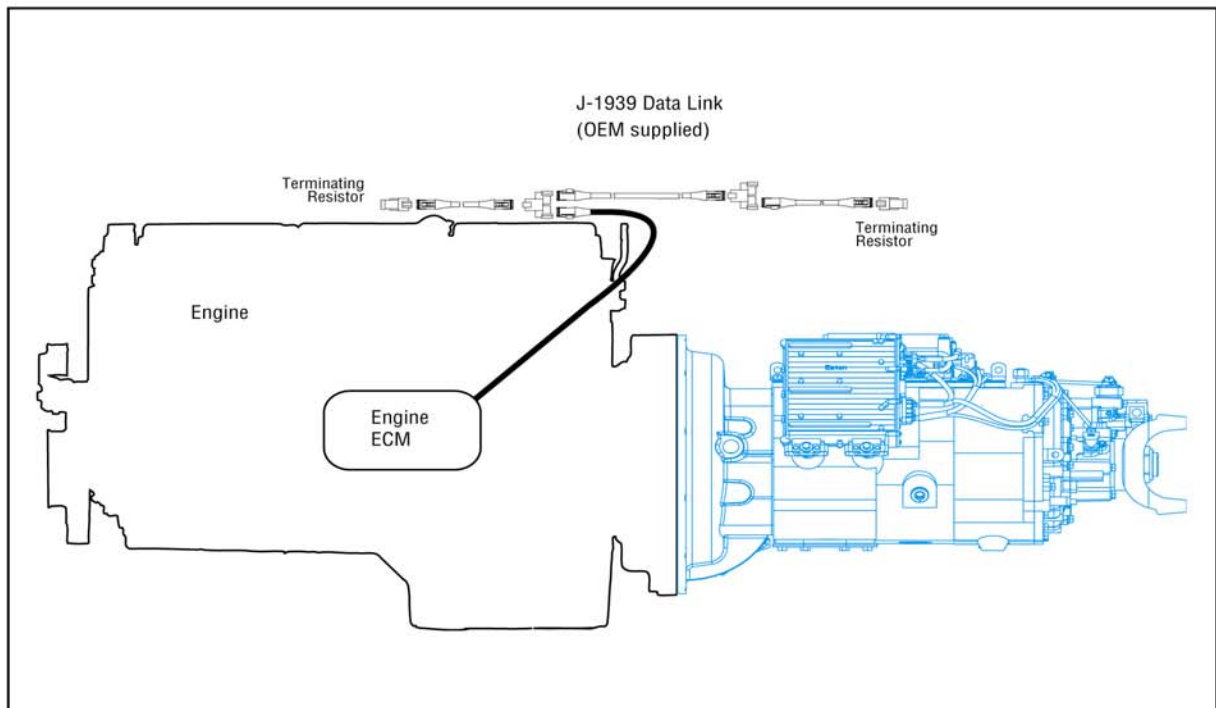 J-1939 Data Link
(OEM supplied)
Terminating
Resistor
Terminating
Resistor
Engine
Engine
ECM